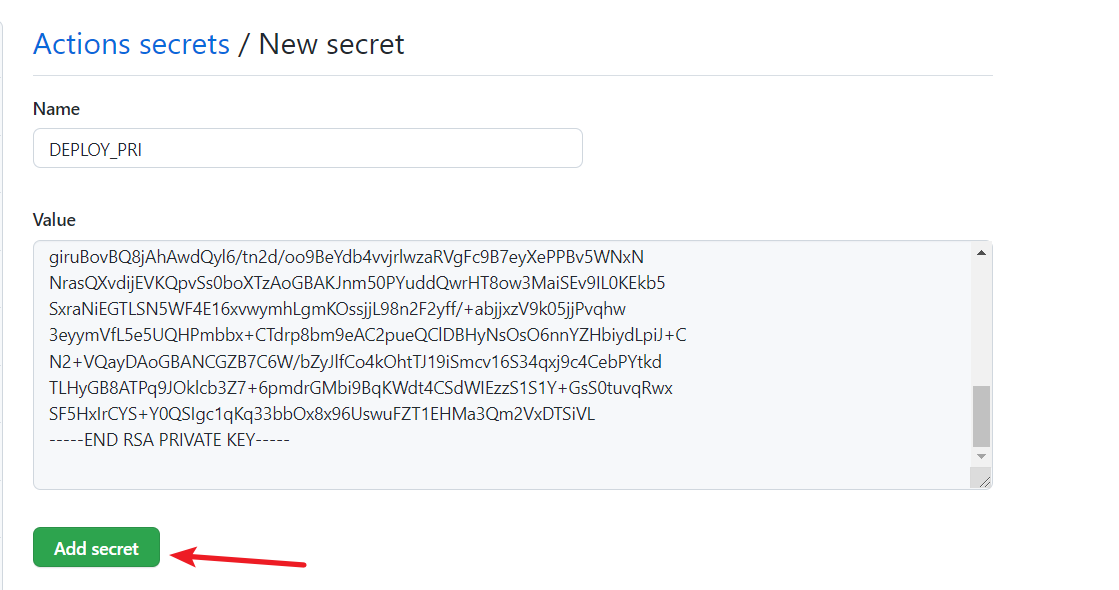 Actions secrets / New secret
Name
DEPLOY_PRI
Value
giruBovBQ8jAhAwdQyl6/tn2d/oo9BeYdb4vvjrlwzaRVgFc9B7eyXePPBv5WNxN
NrasQXvdijEVKQpvSs0boXTzAoGBAKJnm50PYuddQwrHT8ow3MaiSEv9IL0KEkb5
SxraNiEGTLSN5WF4E16xvwymhLgmKOssjjL98n2F2yff/+abjjxzV9k05jjPvqhw
3eyymVfL5e5UQHPmbbx+CTdrp8bm9eAC2pueQClDBHyNsOsO6nnYZHbiydLpiJ+C
N2+VQayDAoGBANCGZB7C6W/bZyJlfCo4kOhtTJ19iSmcv16S34qxj9c4CebPYtkd
TLHyGB8ATPq9JOklcb3Z7+6pmdrGMbi9BqKWdt4CSdWIEzzS1S1Y+GsS0tuvqRwx
SF5HxIrCYS+Y0QSIgc1qKq33bbOx8x96UswuFZT1EHMa3Qm2VxDTSiVL
-----END RSA PRIVATE KEY-----
Add secret